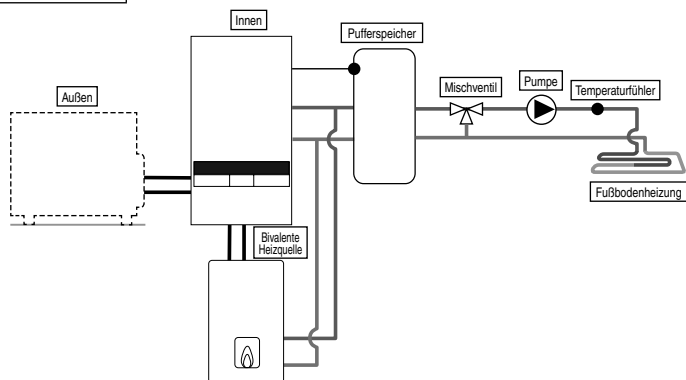 Innen
Pufferspeicher
Außen
Mischventil
Pumpe
Temperaturfühler
Fußbodenheizung
Bivalente
Heizquelle